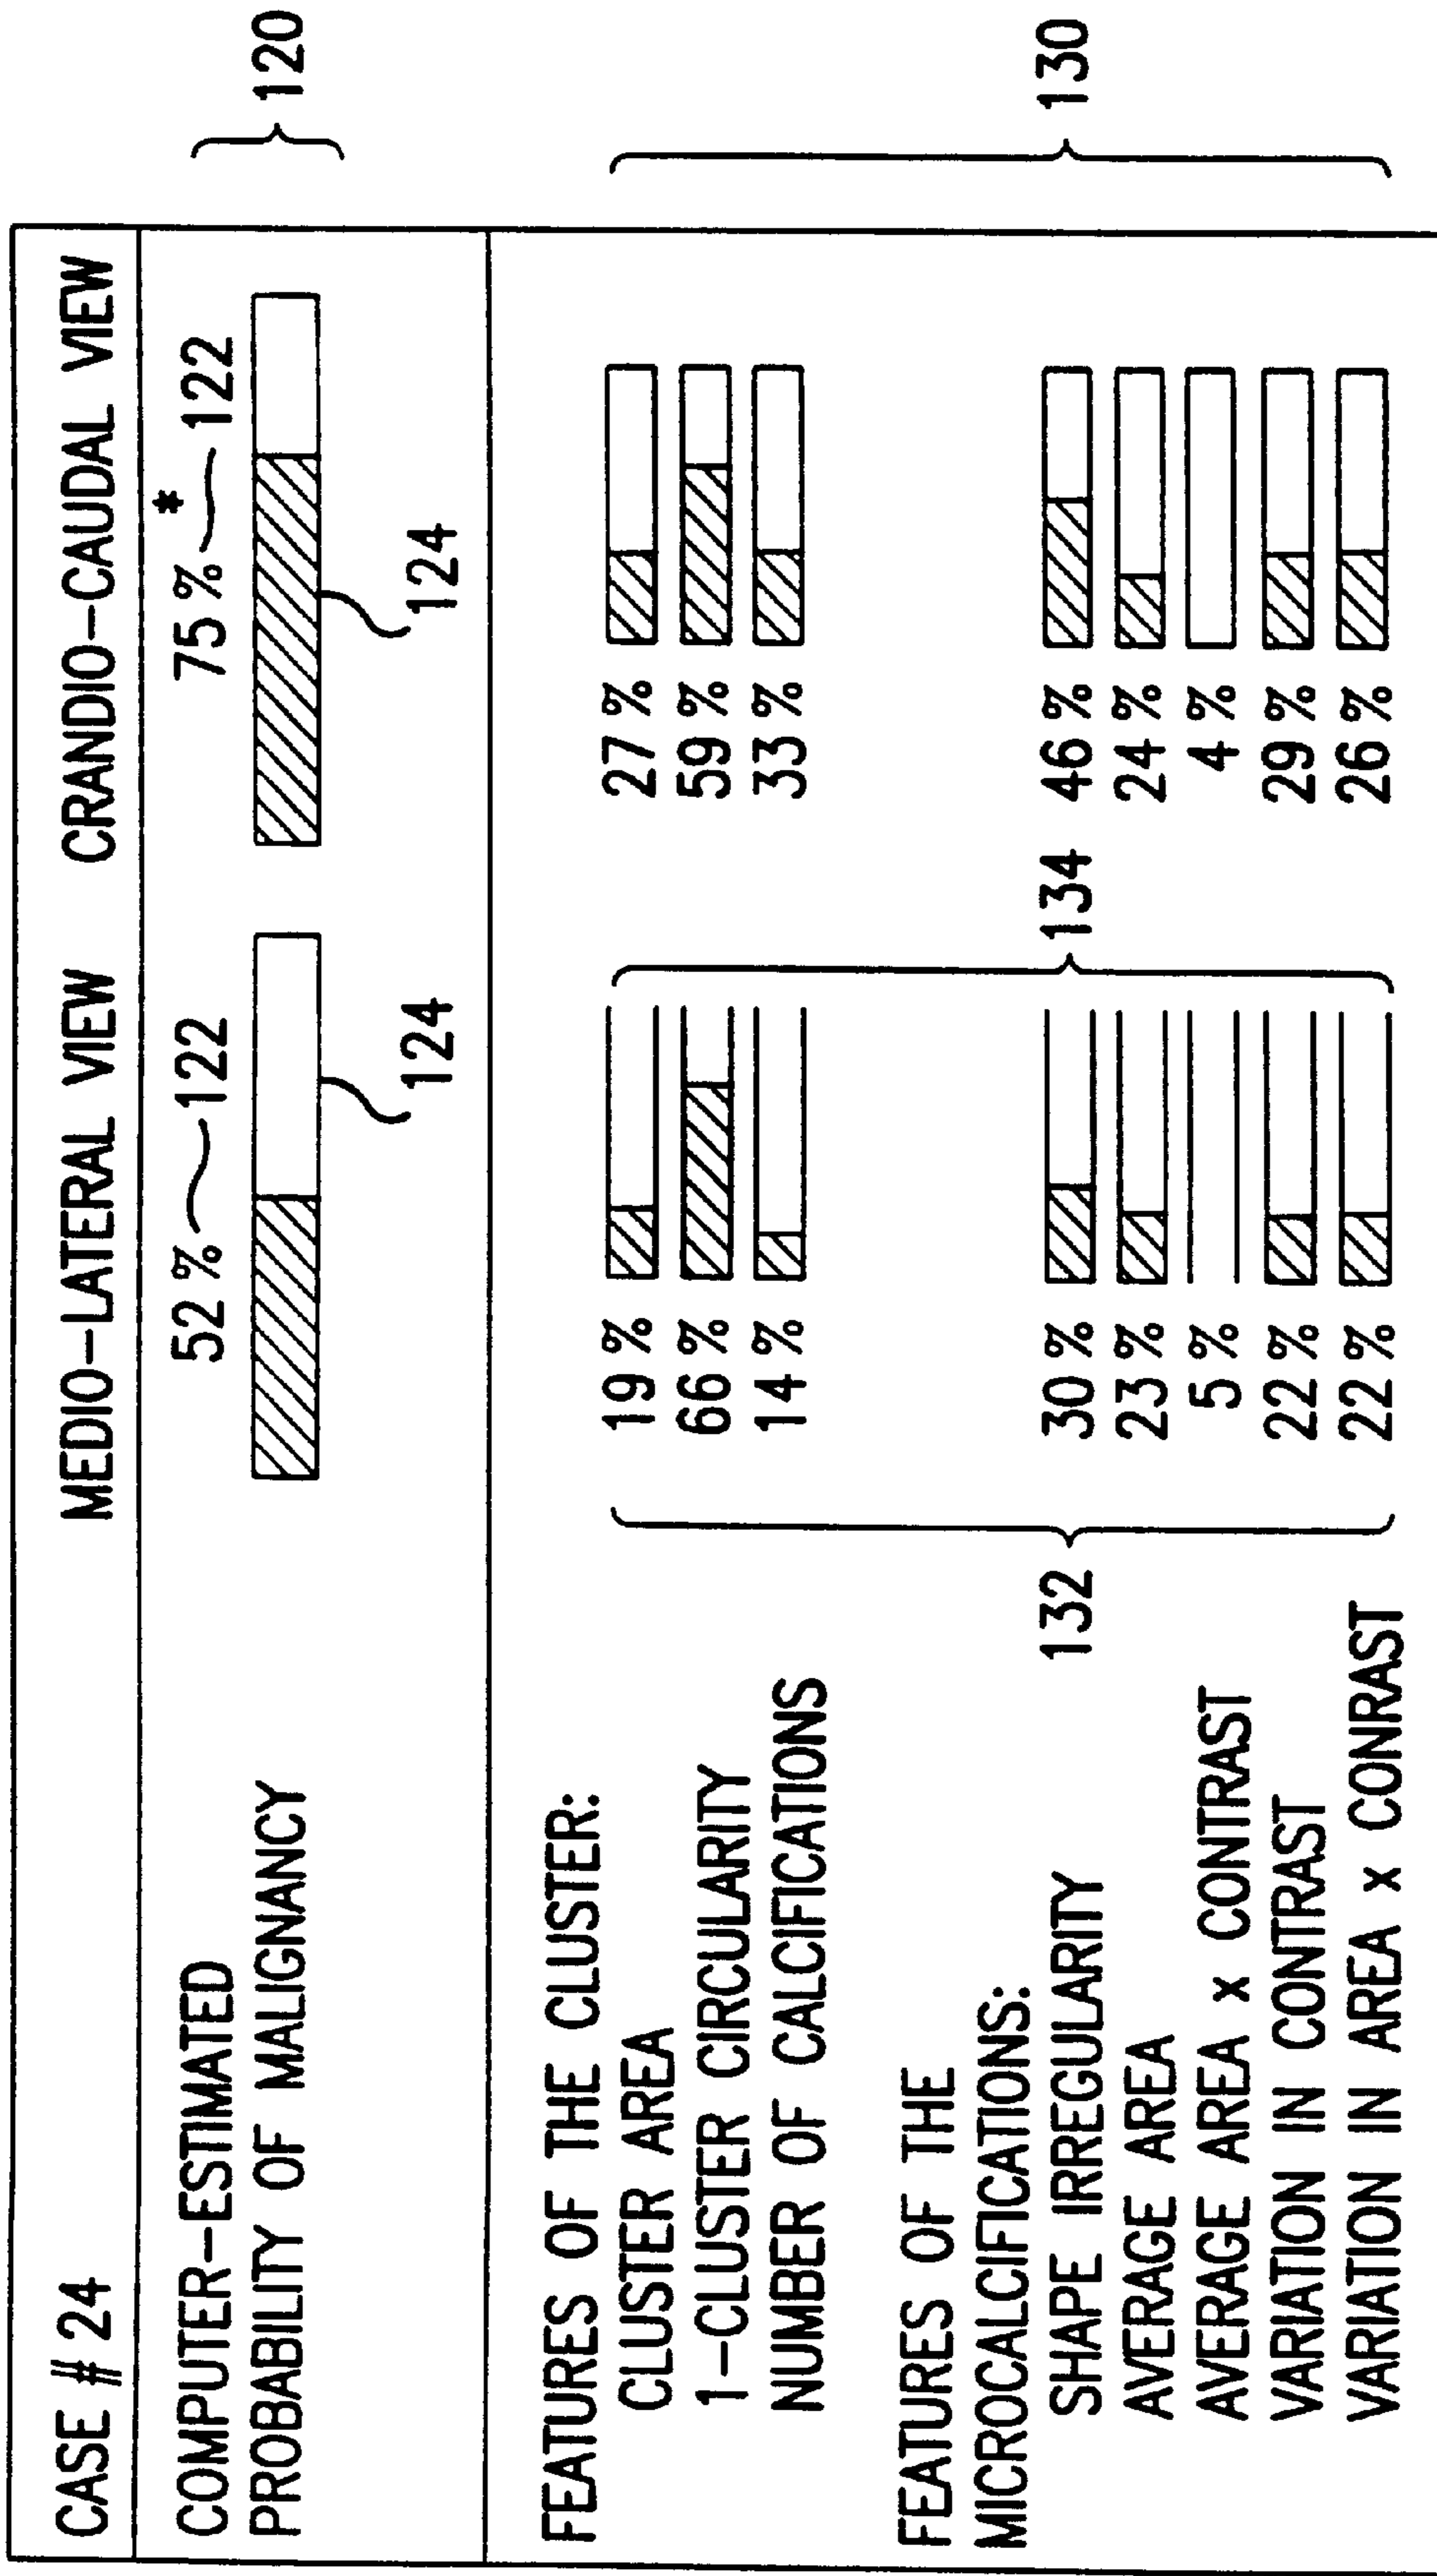 CASE # 24 MEDIO-LATERAL VIEW CRANDIO-CAUDAL VIEW
COMPUTER-ESTIMATED 52 % 122 75 % * 122 120
PROBABILITY OF MALIGNANCY
124 124
FEATURES OF THE CLUSTER:
CLUSTER AREA 19 % 27 %
1-CLUSTER CIRCULARITY 66 % 59 %
NUMBER OF CALCIFICATIONS 14 % 33 %
FEATURES OF THE
MICROCALCIFICATIONS:
132 134 130
SHAPE IRREGULARITY 30 % 46 %
AVERAGE AREA 23 % 24 %
AVERAGE AREA x CONTRAST 5 % 4 %
VARIATION IN CONTRAST 22 % 29 %
VARIATION IN AREA x CONRAST 22 % 26 %